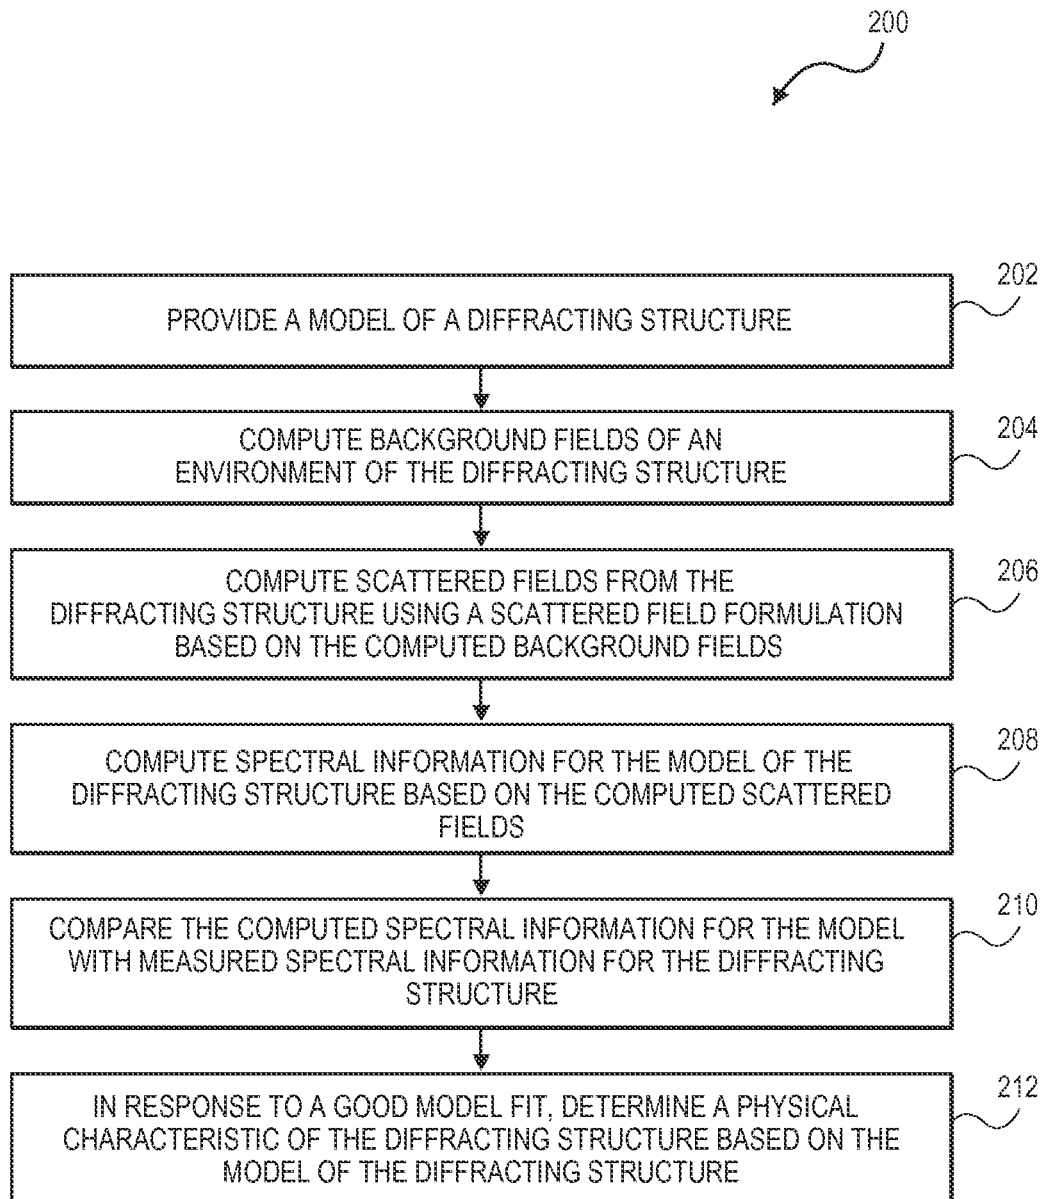 200
202
PROVIDE A MODEL OF A DIFFRACTING STRUCTURE
204
COMPUTE BACKGROUND FIELDS OF AN
ENVIRONMENT OF THE DIFFRACTING STRUCTURE
206
COMPUTE SCATTERED FIELDS FROM THE
DIFFRACTING STRUCTURE USING A SCATTERED FIELD FORMULATION
BASED ON THE COMPUTED BACKGROUND FIELDS
208
COMPUTE SPECTRAL INFORMATION FOR THE MODEL OF THE
DIFFRACTING STRUCTURE BASED ON THE COMPUTED SCATTERED
FIELDS
210
COMPARE THE COMPUTED SPECTRAL INFORMATION FOR THE MODEL
WITH MEASURED SPECTRAL INFORMATION FOR THE DIFFRACTING
STRUCTURE
212
IN RESPONSE TO A GOOD MODEL FIT, DETERMINE A PHYSICAL
CHARACTERISTIC OF THE DIFFRACTING STRUCTURE BASED ON THE
MODEL OF THE DIFFRACTING STRUCTURE